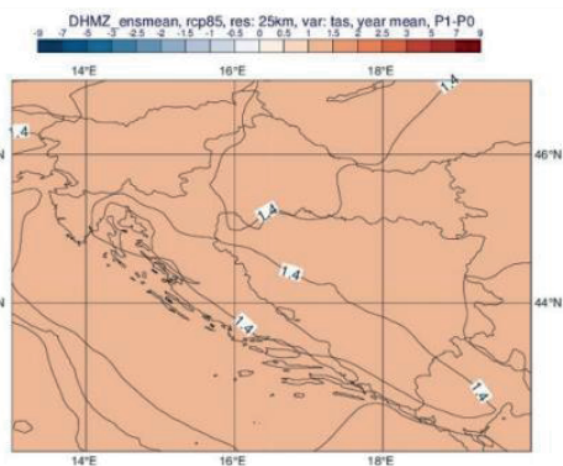 DHMZ_ensmean, rcp85, res: 25km, var: tas, year mean, P1-P0
-9 -7 -5 -3 -2.5 -2 -1.5 -1 -0.5 0 0.5 1 1.5 2 2.5 3 5 7 9
14°E 16°E 18°E
1.4
1.4
N 46°N
1.4
1.4
N 44°N
1.4
1.4
14°E 16°E 18°E